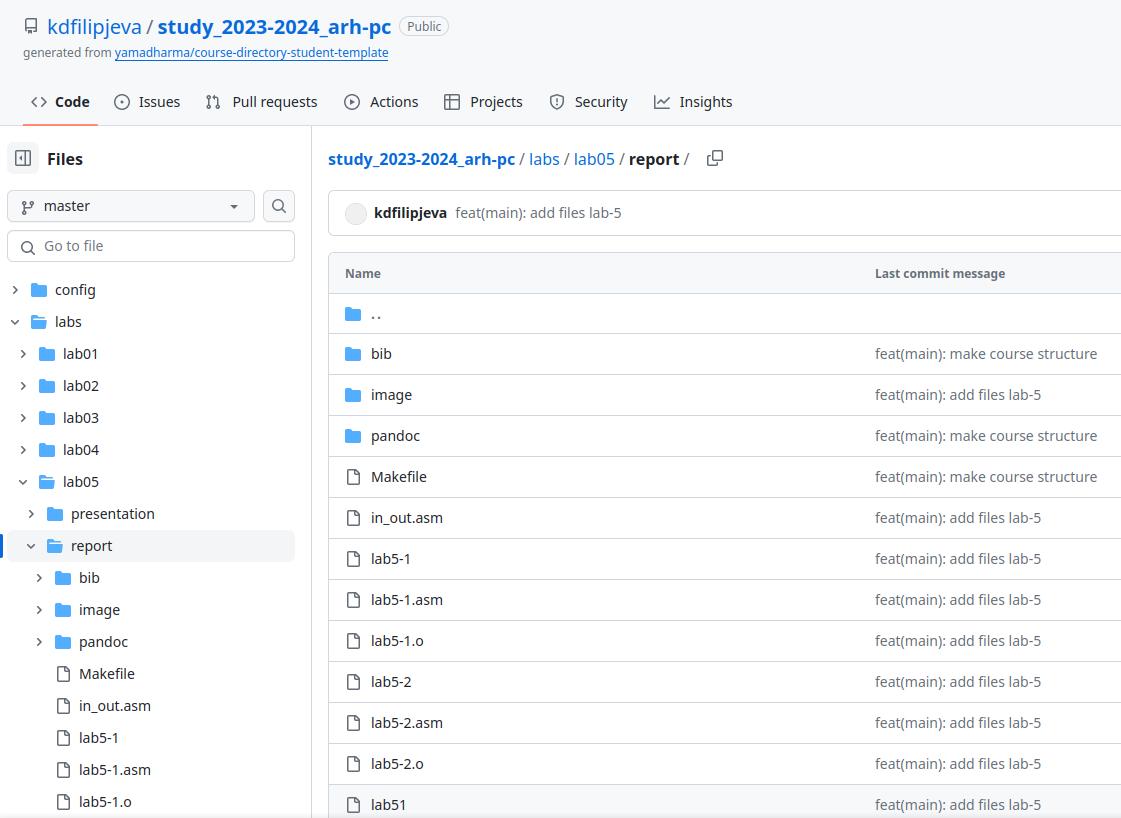 kdfilipjeva / study_2023-2024_arh-pc Public
generated from yamadharma/course-directory-student-template
Code Issues Pull requests Actions Projects Security Insights
Files
master
Go to file
config
labs
lab01
lab02
lab03
lab04
lab05
presentation
report
bib
image
pandoc
Makefile
in_out.asm
lab5-1
lab5-1.asm
lab5-1.o
study_2023-2024_arh-pc / labs / lab05 / report /
kdfilipjeva feat(main): add files lab-5
Name Last commit message
..
bib feat(main): make course structure
image feat(main): add files lab-5
pandoc feat(main): make course structure
Makefile feat(main): make course structure
in_out.asm feat(main): add files lab-5
lab5-1 feat(main): add files lab-5
lab5-1.asm feat(main): add files lab-5
lab5-1.o feat(main): add files lab-5
lab5-2 feat(main): add files lab-5
lab5-2.asm feat(main): add files lab-5
lab5-2.o feat(main): add files lab-5
lab51 feat(main): add files lab-5